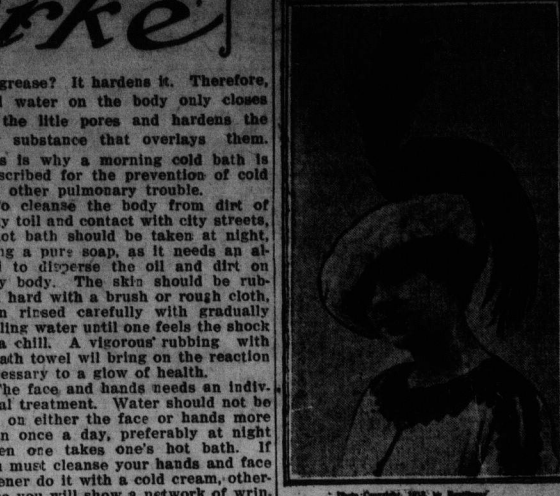 rke
grease? It hardens it. Therefore,
water on the body only closes
the litle pores and hardens the
substance that overlays them.
s is why a morning cold bath is
scribed for the prevention of cold
other pulmonary trouble.
o cleanse the body from dirt of
y toil and contact with city streets,
ot bath should be taken at night,
ng a pure soap, as it needs an al-
to disperse the oil and dirt on
y body. The skin should be rub-
hard with a brush or rough cloth,
n rinsed carefully with gradually
ling water until one feels the shock
a chill. A vigorous rubbing with
ath towel wil bring on the reaction
essary to a glow of health.
The face and hands needs an indiv-
al treatment. Water should not be
on either the face or hands more
n once a day, preferably at night
en one takes one's hot bath. If
must cleanse your hands and face
ener do it with a cold cream, other-
you will show a network of wrin-